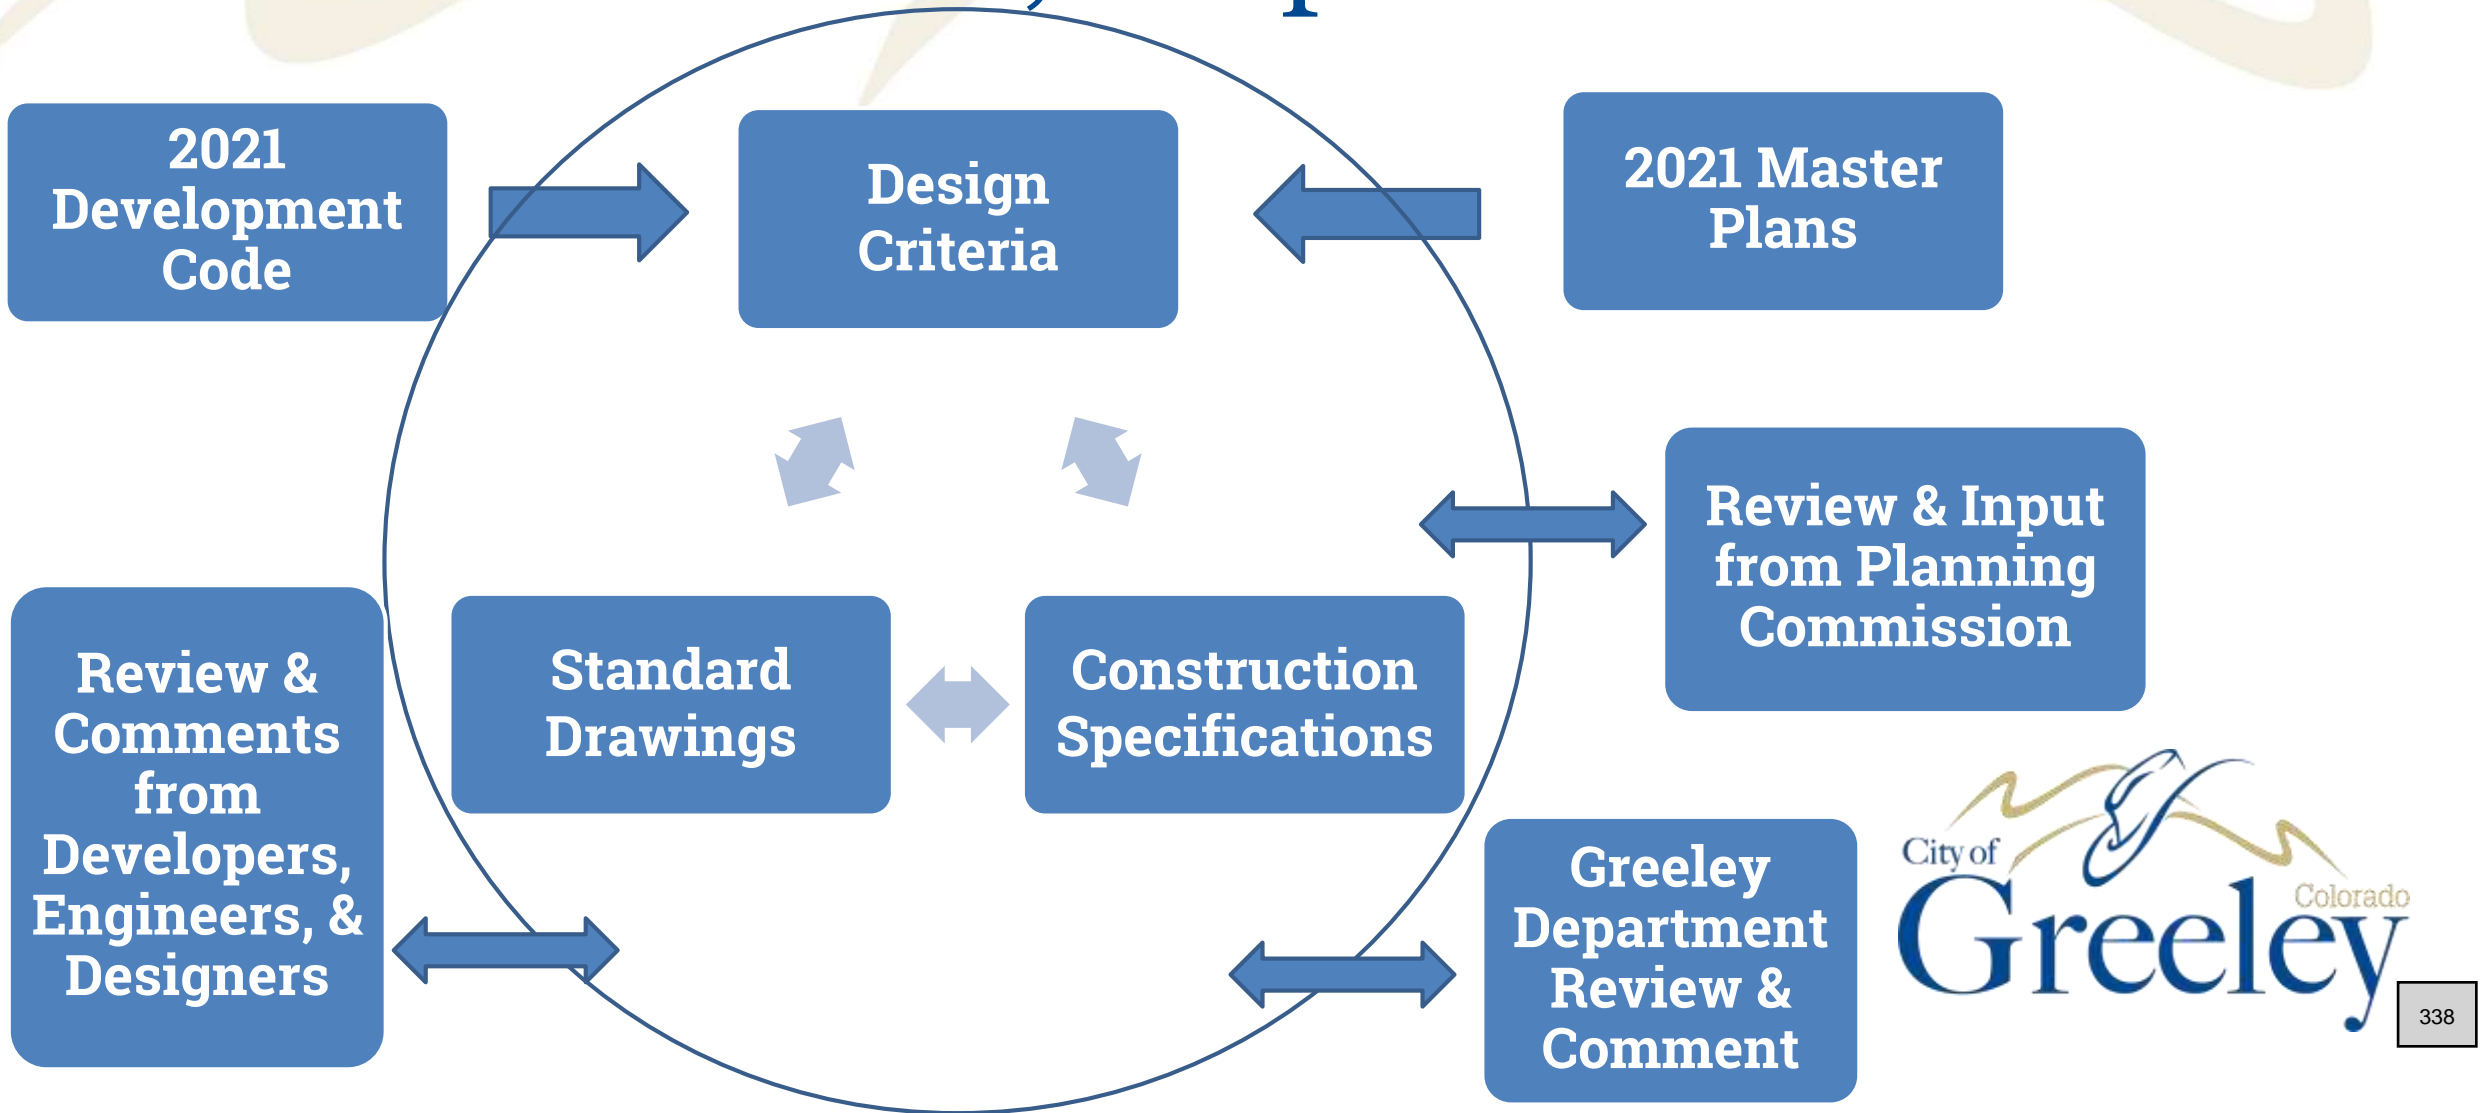 2021
Development
Code
Design
Criteria
2021 Master
Plans
Review & Input
from Planning
Commission
Review &
Comments
from
Developers,
Engineers, &
Designers
Standard
Drawings
Construction
Specifications
Greeley
Department
Review &
Comment
City of
Greeley
Colorado
338